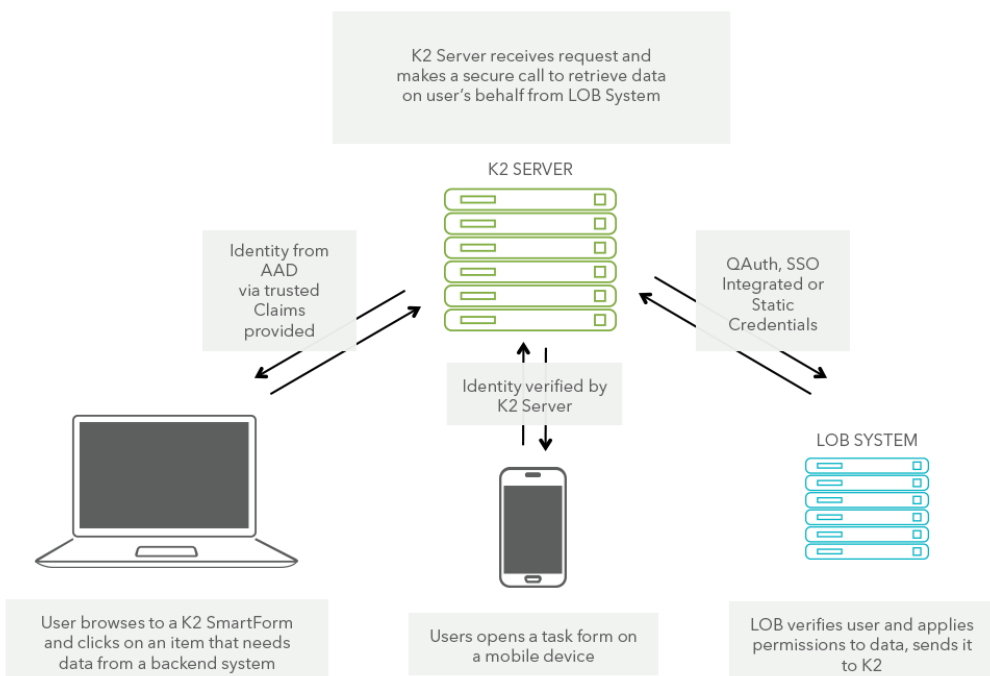 K2 Server receives request and
makes a secure call to retrieve data
on user's behalf from LOB System
K2 SERVER
Identity from
AAD
via trusted
Claims
provided
QAuth, SSO
Integrated or
Static
Credentials
Identity verified by
K2 Server
LOB SYSTEM
User browses to a K2 SmartForm
and clicks on an item that needs
data from a backend system
Users opens a task form on
a mobile device
LOB verifies user and applies
permissions to data, sends it
to K2